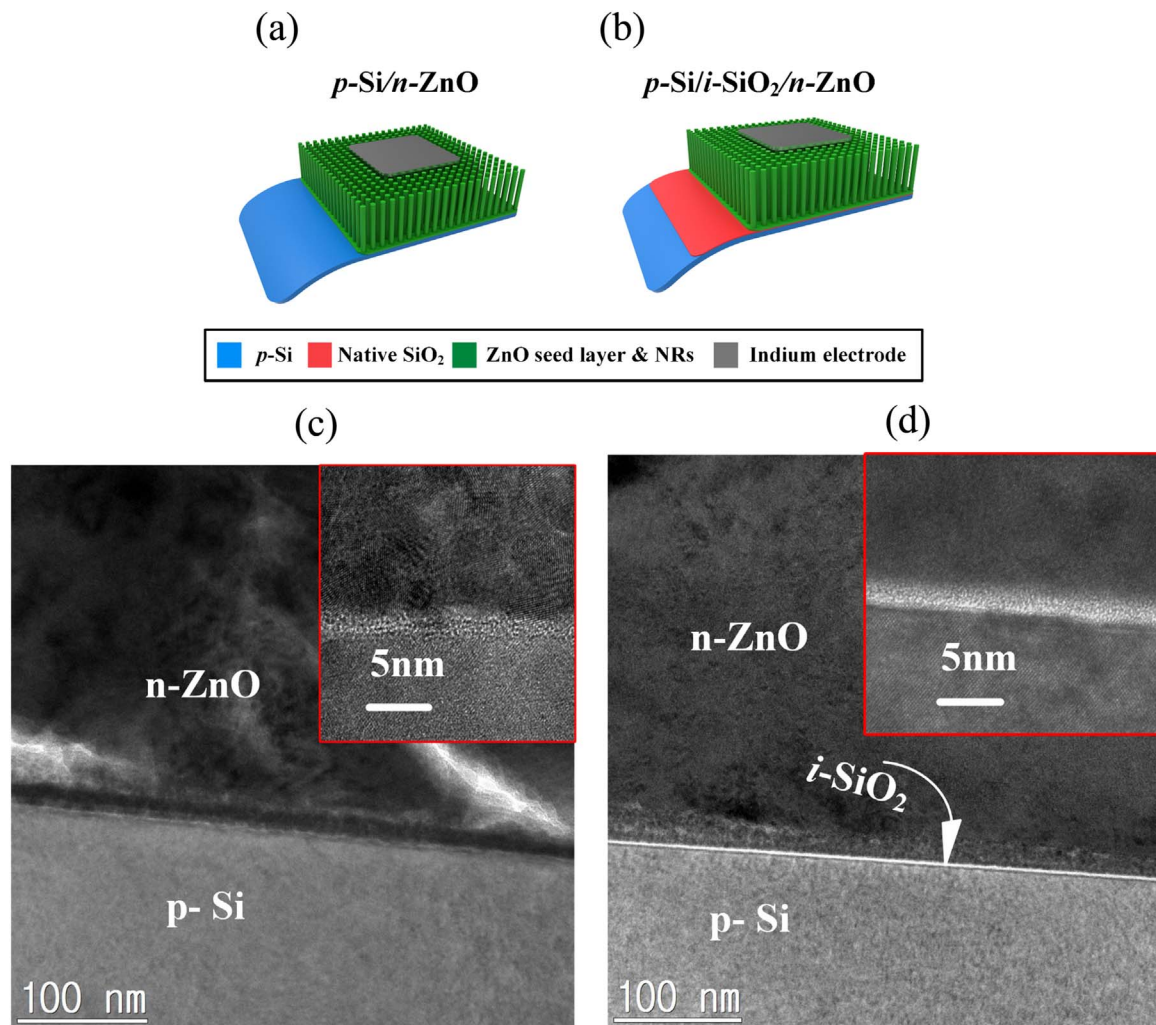 (a)
(b)
p-Si/n-ZnO
p-Si/i-SiO₂/n-ZnO
p-Si
Native SiO₂
ZnO seed layer & NRs
Indium electrode
(c)
(d)
n-ZnO
5nm
p- Si
100 nm
n-ZnO
5nm
i-SiO₂
p- Si
100 nm